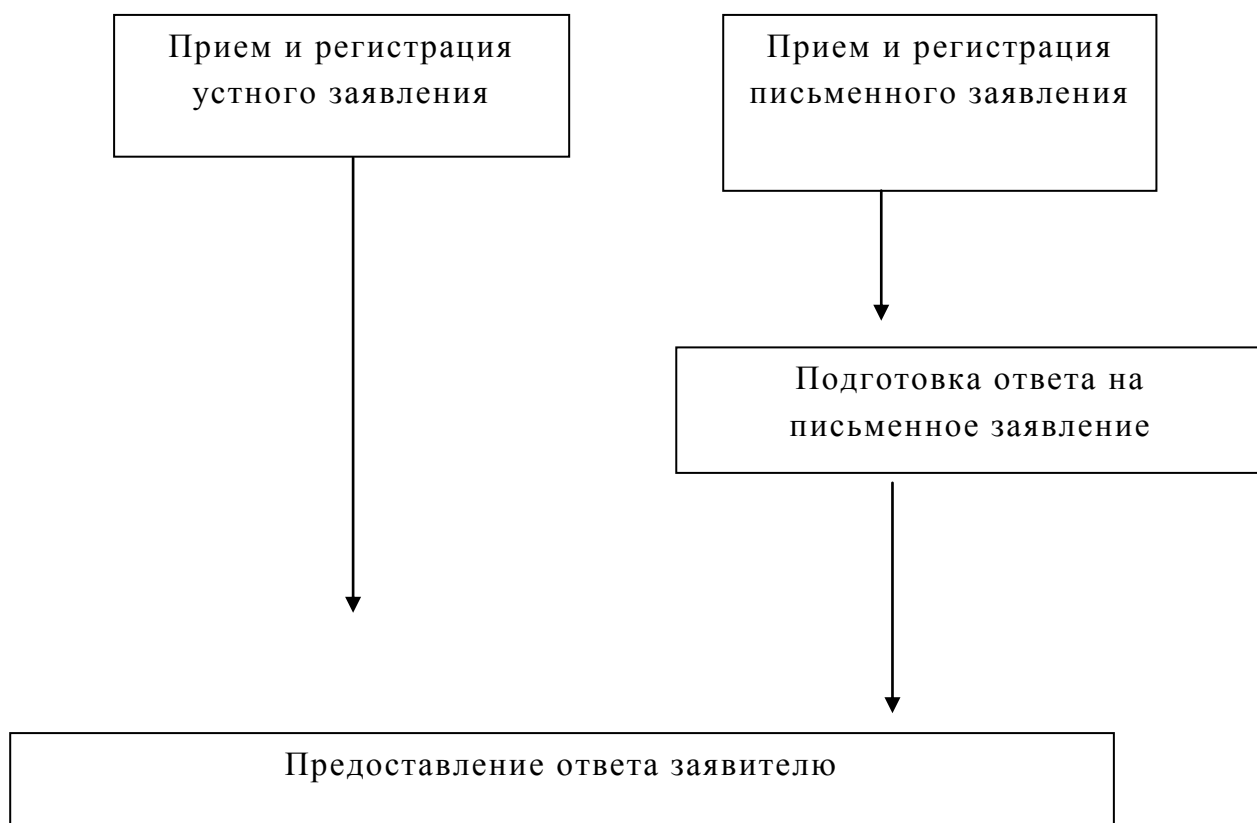 Прием и регистрация
устного заявления
Прием и регистрация
письменного заявления
Подготовка ответа на
письменное заявление
Предоставление ответа заявителю